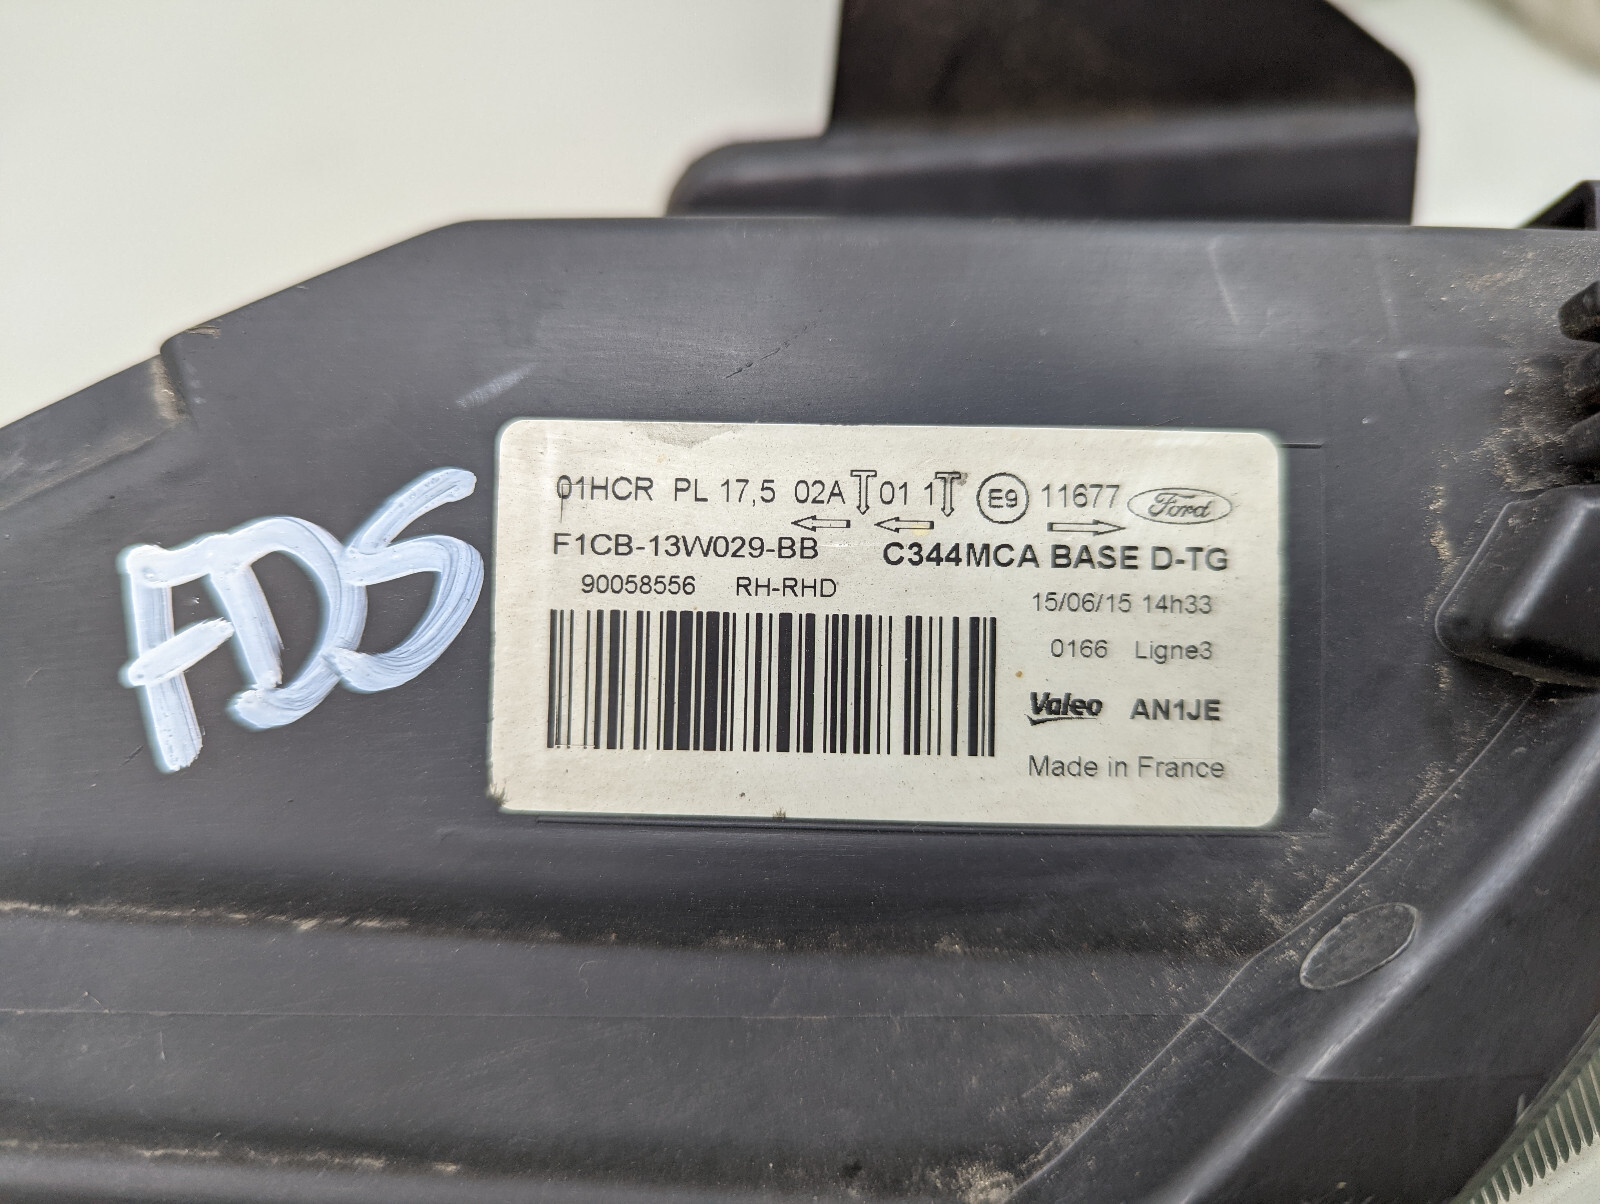 FDS
01HCR PL 17,5 02A 01 1 E9 11677 Ford
F1CB-13W029-BB C344MCA BASE D-TG
90058556 RH-RHD
15/06/15 14h33
0166 Ligne3
Valeo AN1JE
Made in France